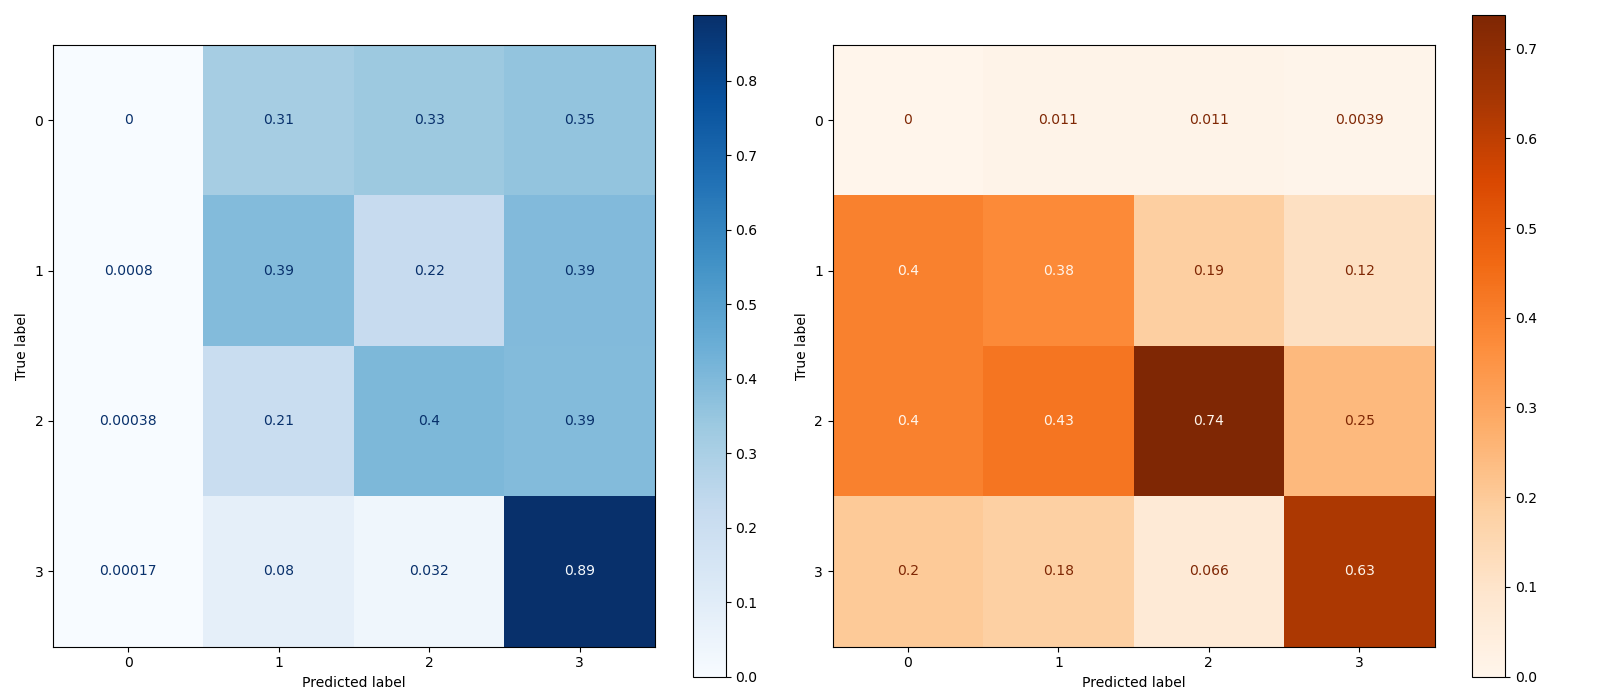 0 0 0.31 0.33 0.35
1 0.0008 0.39 0.22 0.39
2 0.00038 0.21 0.4 0.39
3 0.00017 0.08 0.032 0.89
0 1 2 3
Predicted label
True label
0.8
0.7
0.6
0.5
0.4
0.3
0.2
0.1
0.0
0 0 0.011 0.011 0.0039
1 0.4 0.38 0.19 0.12
2 0.4 0.43 0.74 0.25
3 0.2 0.18 0.066 0.63
0 1 2 3
Predicted label
True label
0.7
0.6
0.5
0.4
0.3
0.2
0.1
0.0